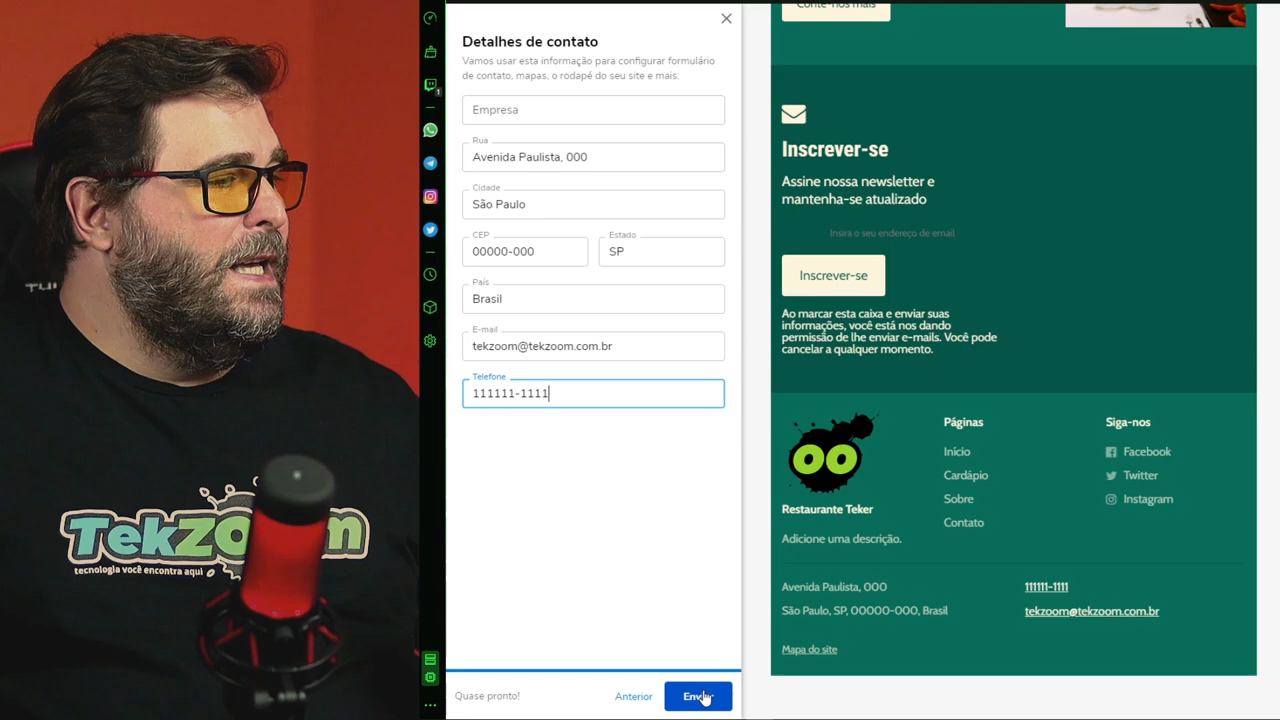 TekZoom
tecnologia você encontra aqui
1
Detalhes de contato
Vamos usar esta informação para configurar formulário
de contato, mapas, o rodapé do seu site e mais.
Empresa
Rua
Avenida Paulista, 000
Cidade
São Paulo
CEP
00000-000
Estado
SP
País
Brasil
E-mail
tekzoom@tekzoom.com.br
Telefone
111111-1111
Quase pronto!
Anterior
Conte-nos mais
Inscrever-se
Assine nossa newsletter e
mantenha-se atualizado
Insira o seu endereço de email
Inscrever-se
Ao marcar esta caixa e enviar suas
informações, você está nos dando
permissão de lhe enviar e-mails. Você pode
cancelar a qualquer momento.
Restaurante Teker
Adicione uma descrição.
Páginas
Início
Cardápio
Sobre
Contato
Siga-nos
Facebook
Twitter
Instagram
Avenida Paulista, 000
São Paulo, SP, 00000-000, Brasil
111111-1111
tekzoom@tekzoom.com.br
Mapa do site